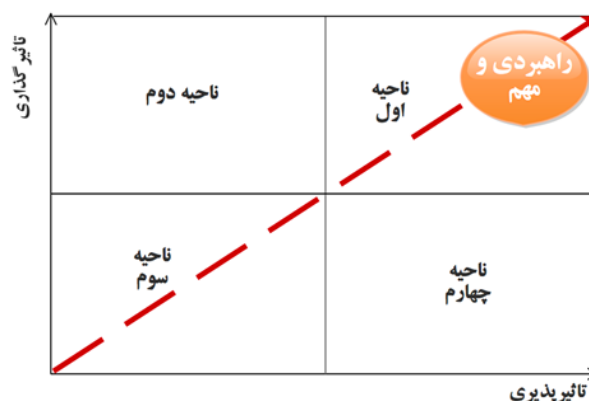 تاثیرگذاری
ناحیه دوم
ناحیه
اول
راهبردی و
مهم
ناحیه
سوم
ناحیه
چهارم
تاثیرپذیری